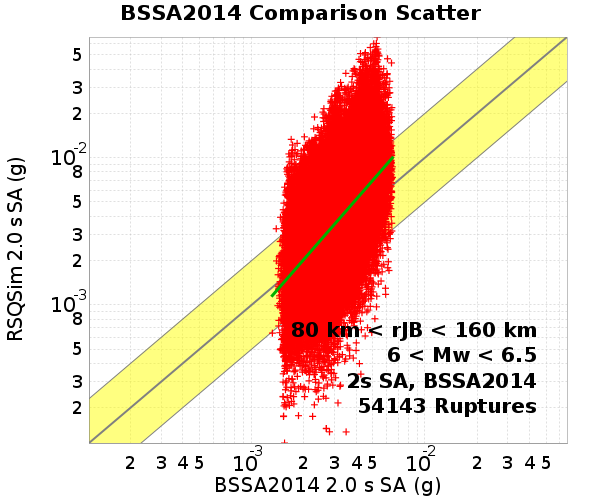 BSSA2014 Comparison Scatter
RSQSim 2.0 s SA (g)
5
3
2
10-2
8
5
3
2
10-3
8
5
3
2
80 km < rJB < 160 km
6 < Mw < 6.5
2s SA, BSSA2014
54143 Ruptures
2 3 4 5 10-3 2 3 4 5 10-2 2 3 4 5
BSSA2014 2.0 s SA (g)